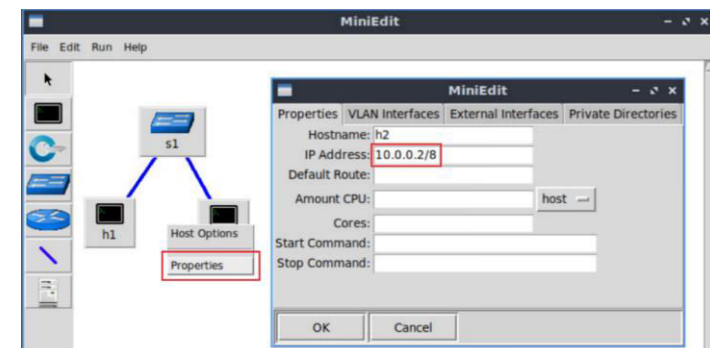 MiniEdit
File Edit Run Help
s1
h1
Host Options
Properties
MiniEdit
Properties VLAN Interfaces External Interfaces Private Directories
Hostname: h2
IP Address: 10.0.0.2/8
Default Route:
Amount CPU: host
Cores:
Start Command:
Stop Command:
OK Cancel